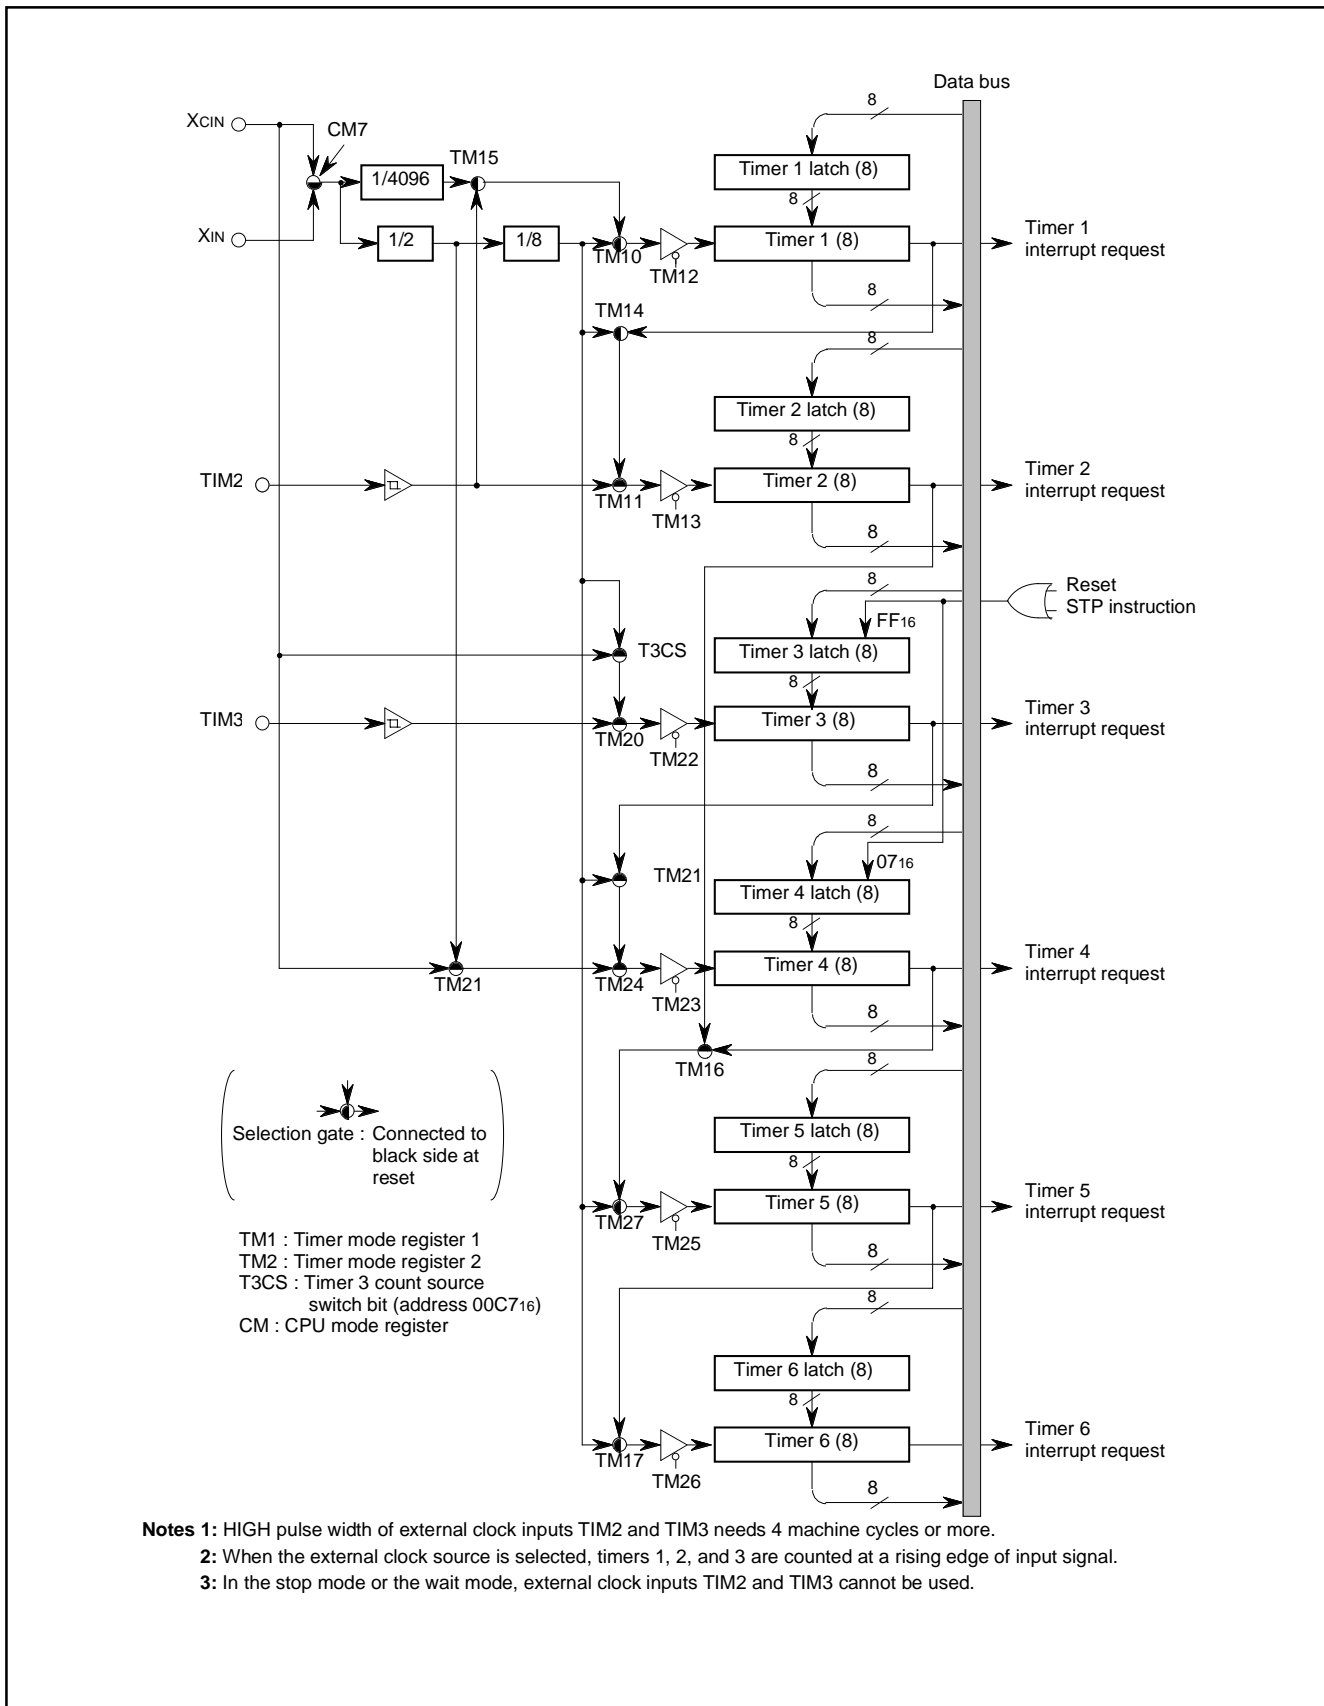 Data bus
8
XCIN
CM7
TM15
1/4096
Timer 1 latch (8)
8
XIN
1/2
1/8
TM10
TM12
Timer 1 (8)
Timer 1
interrupt request
8
TM14
8
Timer 2 latch (8)
8
TIM2
TM11
TM13
Timer 2 (8)
Timer 2
interrupt request
8
8
Reset
STP instruction
FF16
T3CS
Timer 3 latch (8)
8
TIM3
TM20
TM22
Timer 3 (8)
Timer 3
interrupt request
8
8
0716
TM21
Timer 4 latch (8)
8
TM21
TM24
TM23
Timer 4 (8)
Timer 4
interrupt request
8
TM16
8
Selection gate : Connected to
black side at
reset
Timer 5 latch (8)
8
TM27
TM25
Timer 5 (8)
Timer 5
interrupt request
8
TM1 : Timer mode register 1
TM2 : Timer mode register 2
T3CS : Timer 3 count source
switch bit (address 00C716)
CM : CPU mode register
8
Timer 6 latch (8)
8
TM17
TM26
Timer 6 (8)
Timer 6
interrupt request
8
Notes 1: HIGH pulse width of external clock inputs TIM2 and TIM3 needs 4 machine cycles or more.
2: When the external clock source is selected, timers 1, 2, and 3 are counted at a rising edge of input signal.
3: In the stop mode or the wait mode, external clock inputs TIM2 and TIM3 cannot be used.